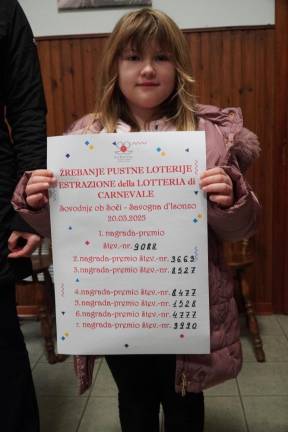 ŽREBANJE PUSTNE LOTERIJE
ESTRAZIONE della LOTTERIA di
CARNEVALE
Sovodnje ob Soči - Savogna d'Isonzo
20.03.2025
1. nagrada-premio
štev.-nr. 9088
2. nagrada-premio štev.-nr. 3663
3. nagrada-premio štev.-nr. 8527
4. nagrada-premio štev.-nr. 8477
5. nagrada-premio štev.-nr. 1528
6. nagrada-premio štev.-nr. 4777
7. nagrada-premio štev.-nr. 3990